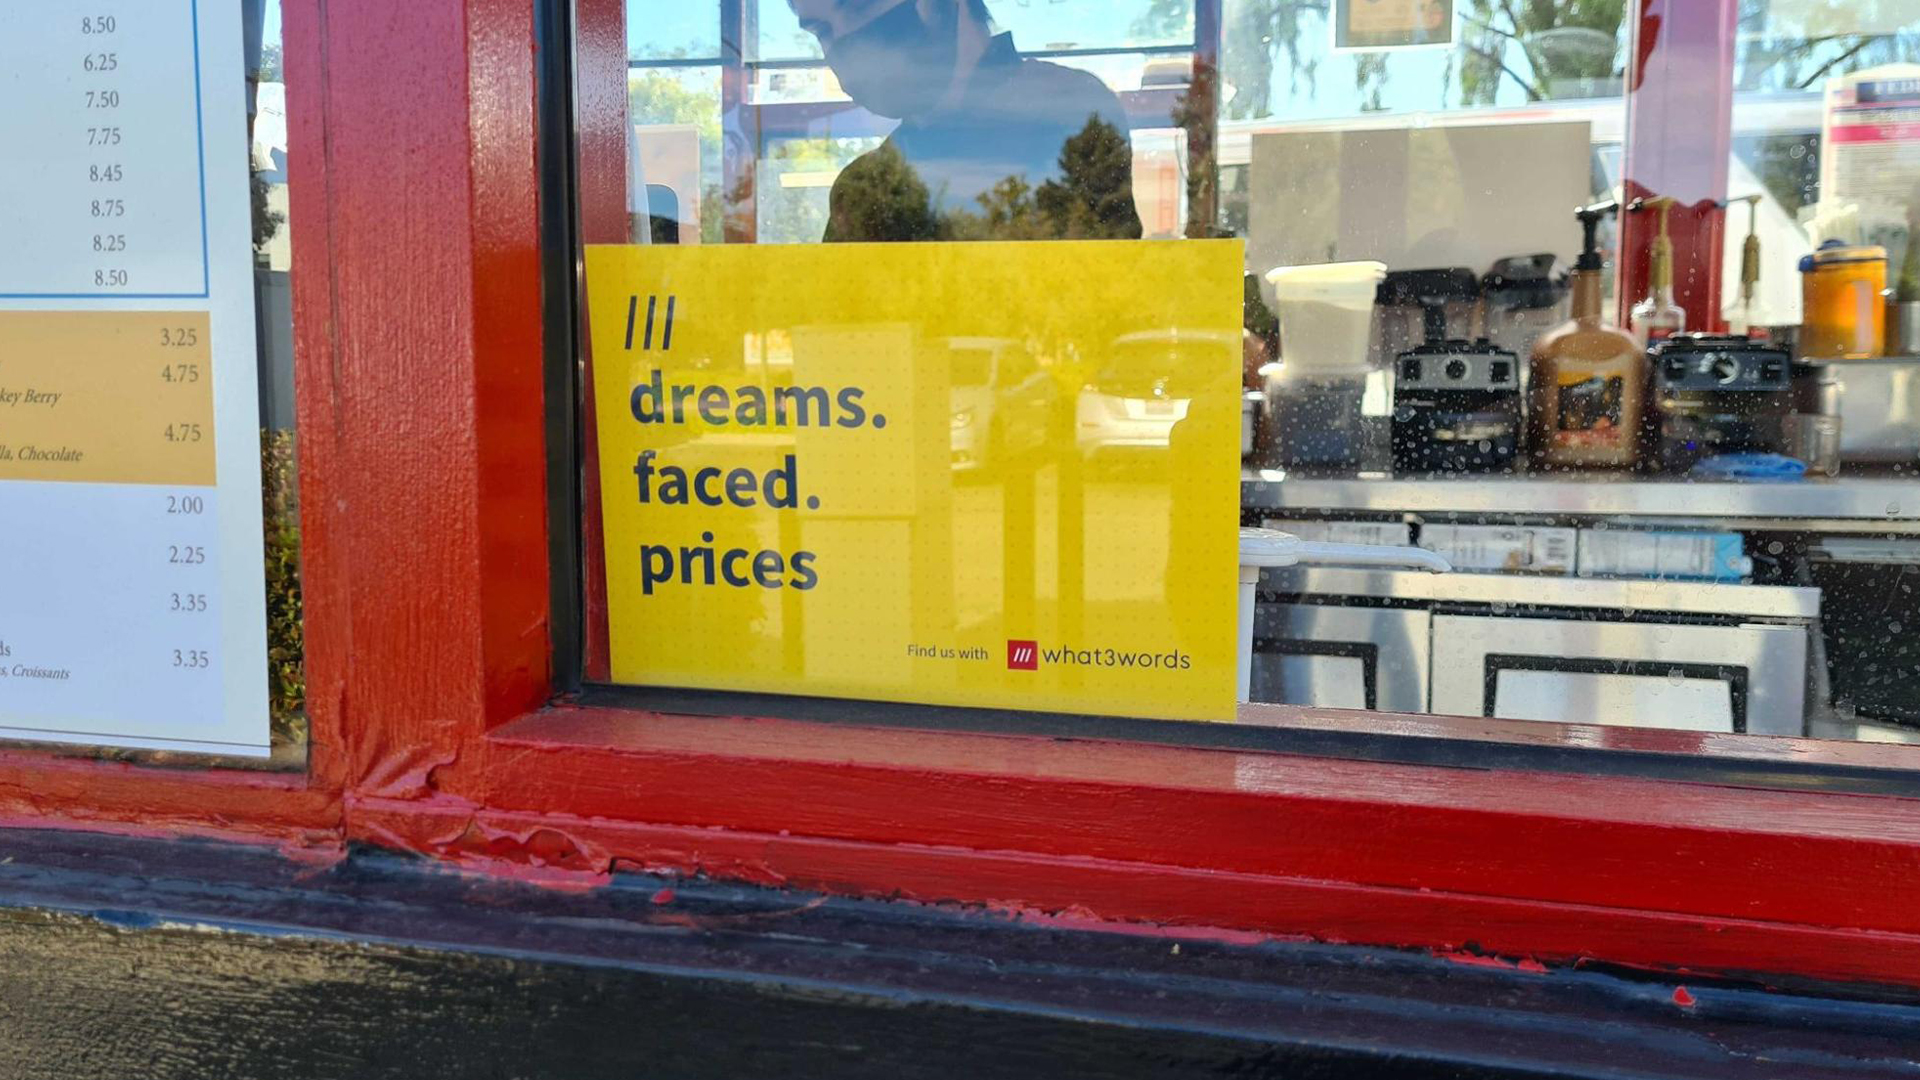 8.50
6.25
7.50
7.75
8.45
8.75
8.25
8.50
3.25
4.75
key Berry
4.75
la, Chocolate
2.00
2.25
3.35
ds
3.35
s, Croissants
///
dreams.
faced.
prices
Find us with /// what3words